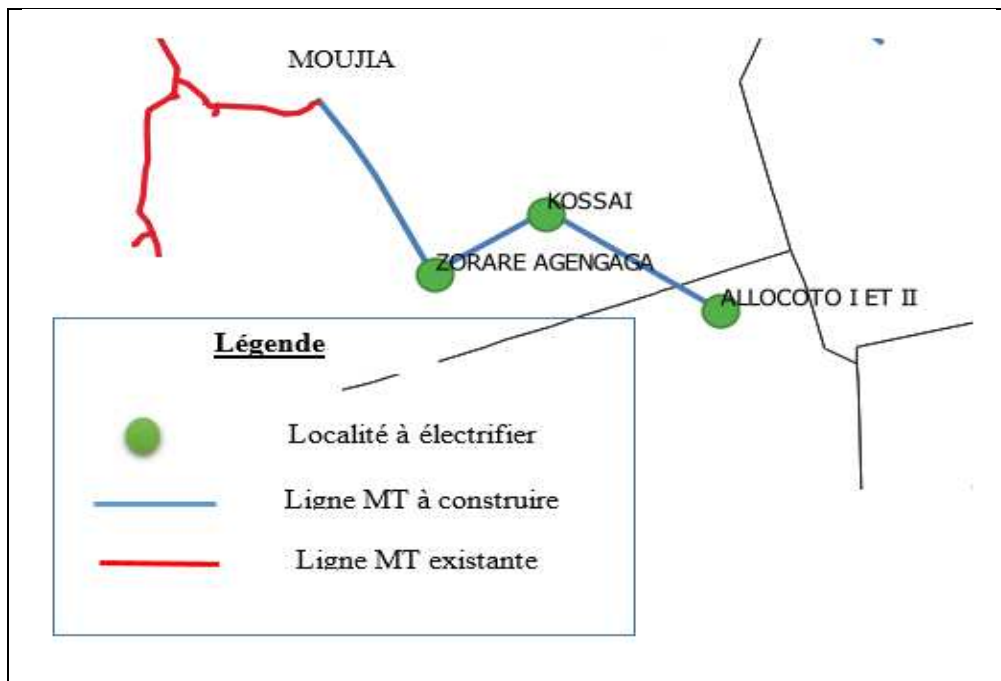 MOUJIA
KOSSAI
ZORARE AGENGAGA
ALLOCOTO I ET II
Légende
Localité à électrifier
Ligne MT à construire
Ligne MT existante